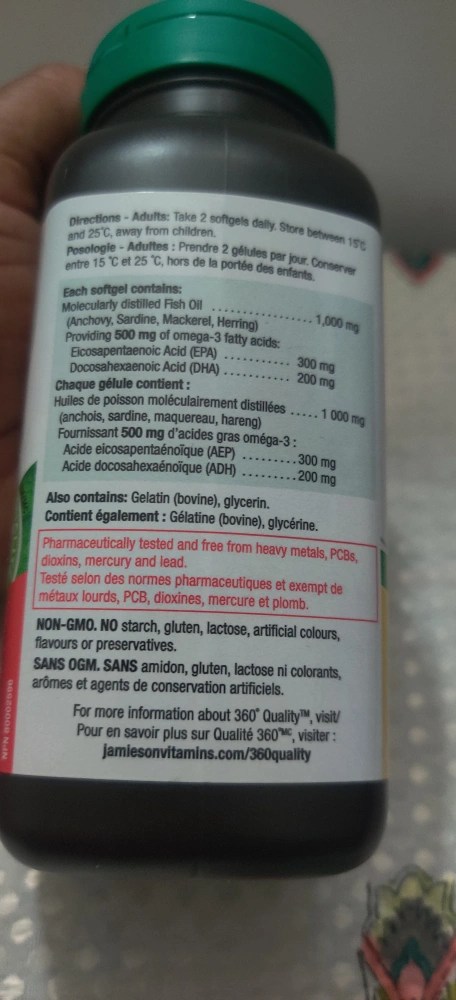 Directions - Adults: Take 2 softgels daily. Store between 15°C
and 25°C, away from children.
Posologie - Adultes : Prendre 2 gélules par jour. Conserver
entre 15 °C et 25 °C, hors de la portée des enfants.
Each softgel contains:
Molecularly distilled Fish Oil .................. 1,000 mg
(Anchovy, Sardine, Mackerel, Herring)
Providing 500 mg of omega-3 fatty acids:
Eicosapentaenoic Acid (EPA) ........... 300 mg
Docosahexaenoic Acid (DHA) ........... 200 mg
Chaque gélule contient :
Huiles de poisson moléculairement distillées ..... 1 000 mg
(anchois, sardine, maquereau, hareng)
Fournissant 500 mg d'acides gras oméga-3 :
Acide eicosapentaénoïque (AEP) .........300 mg
Acide docosahexaénoïque (ADH) .........200 mg
Also contains: Gelatin (bovine), glycerin.
Contient également : Gélatine (bovine), glycérine.
Pharmaceutically tested and free from heavy metals, PCBs,
dioxins, mercury and lead.
Testé selon des normes pharmaceutiques et exempt de
métaux lourds, PCB, dioxines, mercure et plomb.
NON-GMO. NO starch, gluten, lactose, artificial colours,
flavours or preservatives.
SANS OGM. SANS amidon, gluten, lactose ni colorants,
arômes et agents de conservation artificiels.
For more information about 360° Quality™, visit/
Pour en savoir plus sur Qualité 360°MC, visiter :
jamiesonvitamins.com/360quality
NPN 80002696